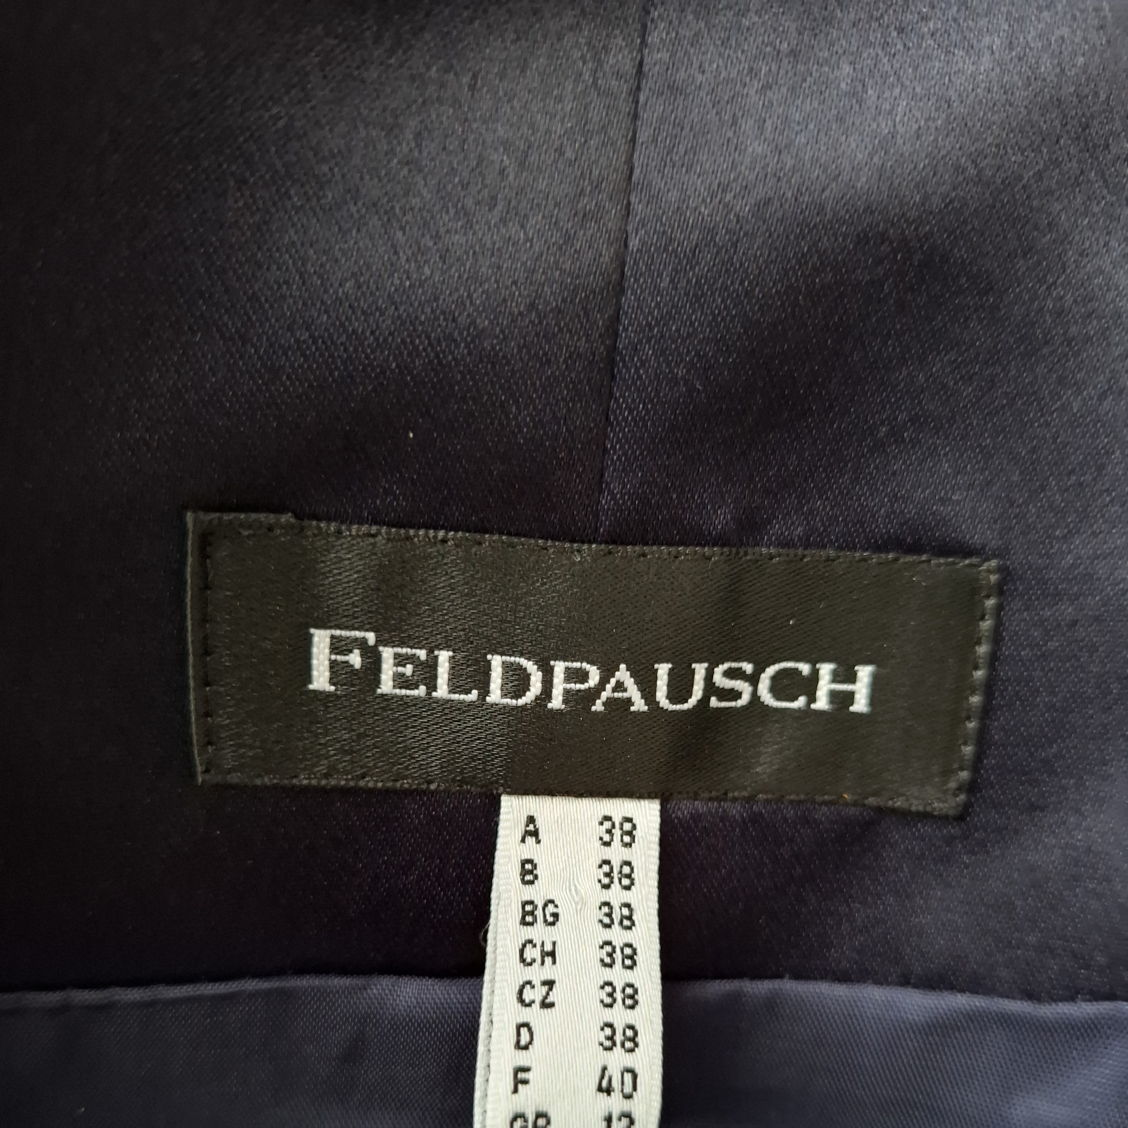 FELDPAUSCH
A 38
B 38
BG 38
CH 38
CZ 38
D 38
F 40